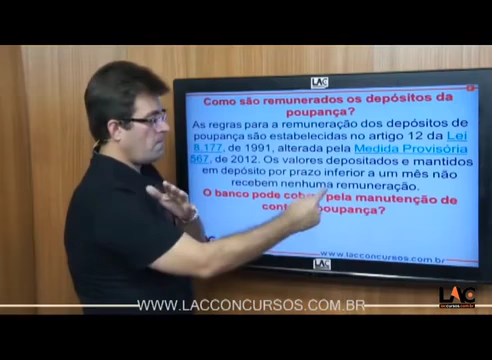 LAC
Como são remunerados os depósitos da
poupança?
As regras para a remuneração dos depósitos de
poupança são estabelecidas no artigo 12 da Lei
8.177, de 1991, alterada pela Medida Provisória
567, de 2012. Os valores depositados e mantidos
em depósito por prazo inferior a um mês não
recebem nenhuma remuneração.
O banco pode pela manutenção de
poupança?
www.lacconcursos.com.br
LAC
WWW.LACCONCURSOS.COM.BR
LAC